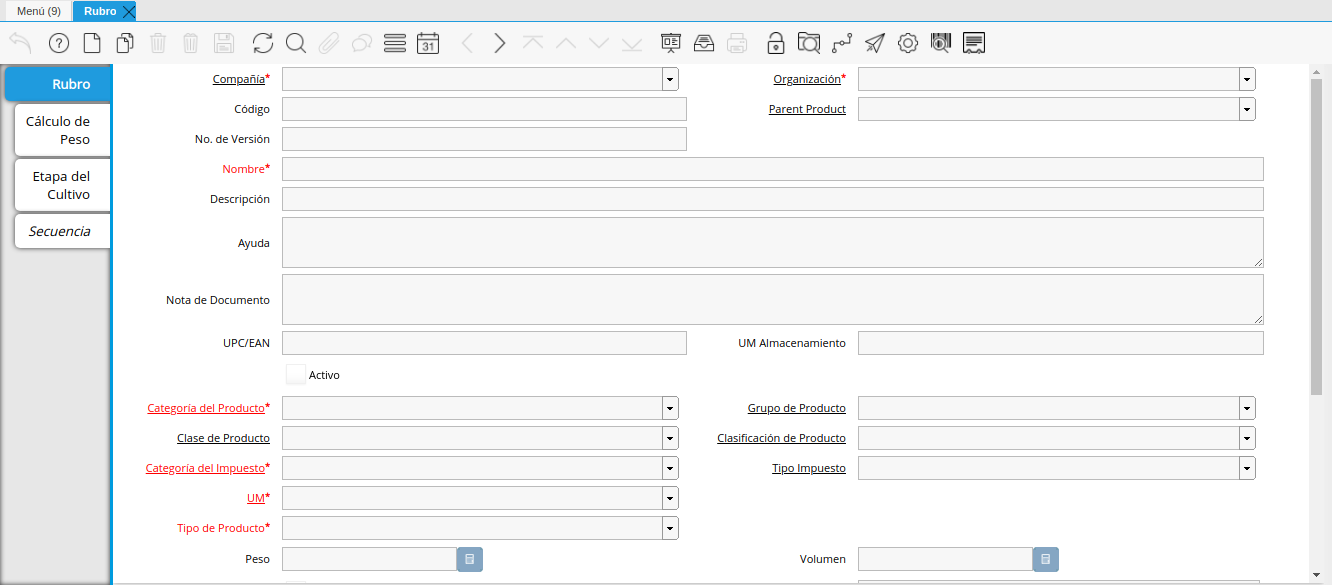 Menú (9)
Rubro
31
Rubro
Cálculo de
Peso
Etapa del
Cultivo
Secuencia
Compañía*
Organización*
Código
Parent Product
No. de Versión
Nombre*
Descripción
Ayuda
Nota de Documento
UPC/EAN
UM Almacenamiento
Activo
Categoría del Producto*
Grupo de Producto
Clase de Producto
Clasificación de Producto
Categoría del Impuesto*
Tipo Impuesto
UM*
Tipo de Producto*
Peso
Volumen